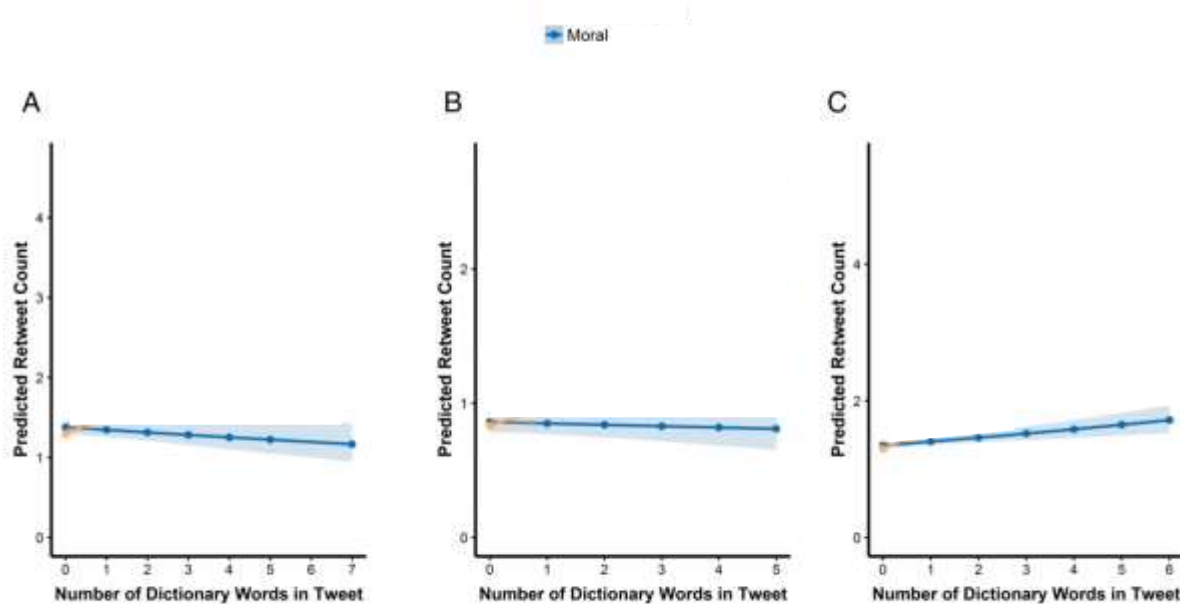 Moral
A
Predicted Retweet Count
4
3
2
1
0
0 1 2 3 4 5 6 7
Number of Dictionary Words in Tweet
B
Predicted Retweet Count
2
1
0
0 1 2 3 4 5
Number of Dictionary Words in Tweet
C
Predicted Retweet Count
4
2
0
0 1 2 3 4 5 6
Number of Dictionary Words in Tweet